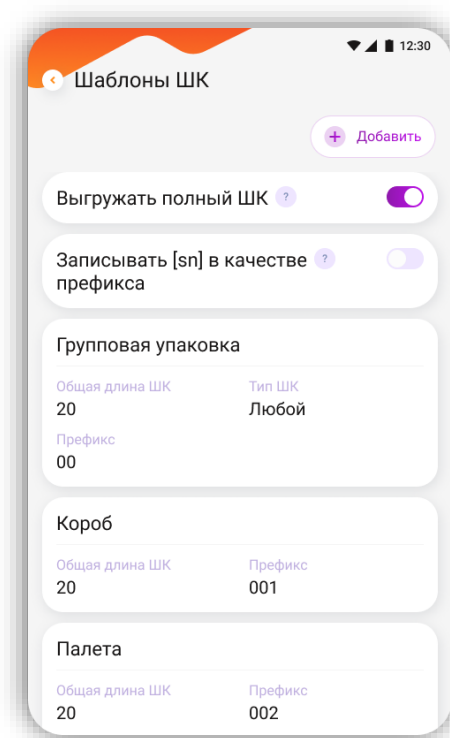 12:30
Шаблоны ШК
+ Добавить
Выгружать полный ШК ?
Записывать [sn] в качестве ?
префикса
Групповая упаковка
Общая длина ШК Тип ШК
20 Любой
Префикс
00
Короб
Общая длина ШК Префикс
20 001
Палета
Общая длина ШК Префикс
20 002